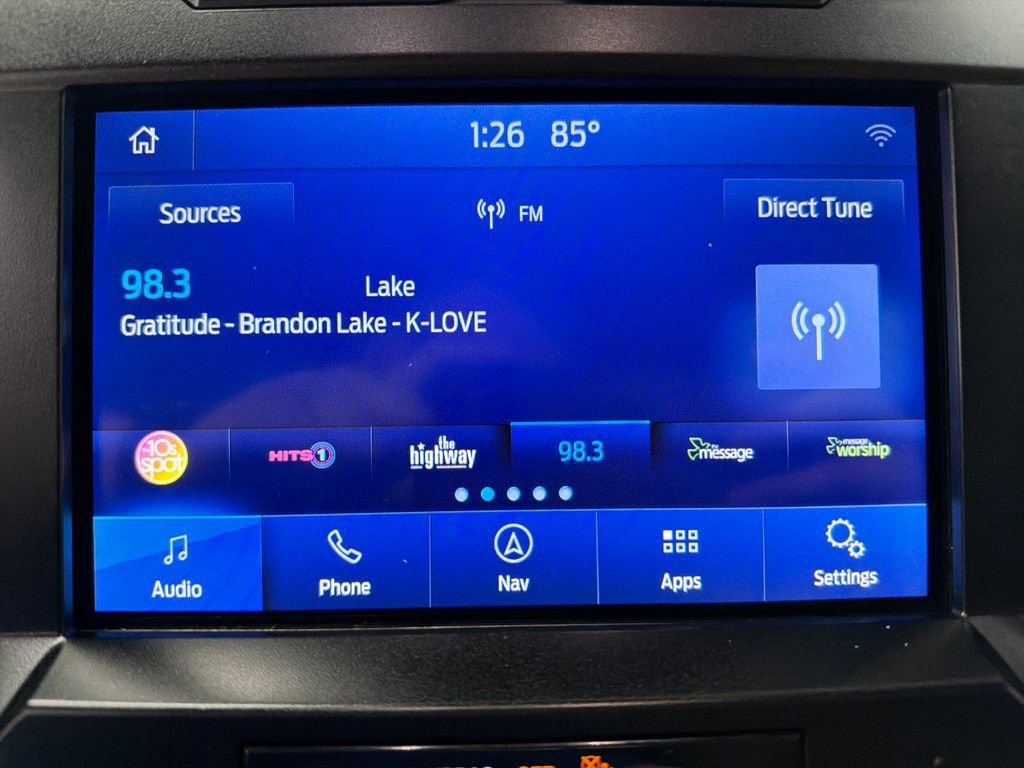 1:26 85°
Sources
FM
Direct Tune
98.3
Lake
Gratitude - Brandon Lake - K-LOVE
10s spot
HITS 1
the highway
98.3
the message
message worship
Audio
Phone
Nav
Apps
Settings